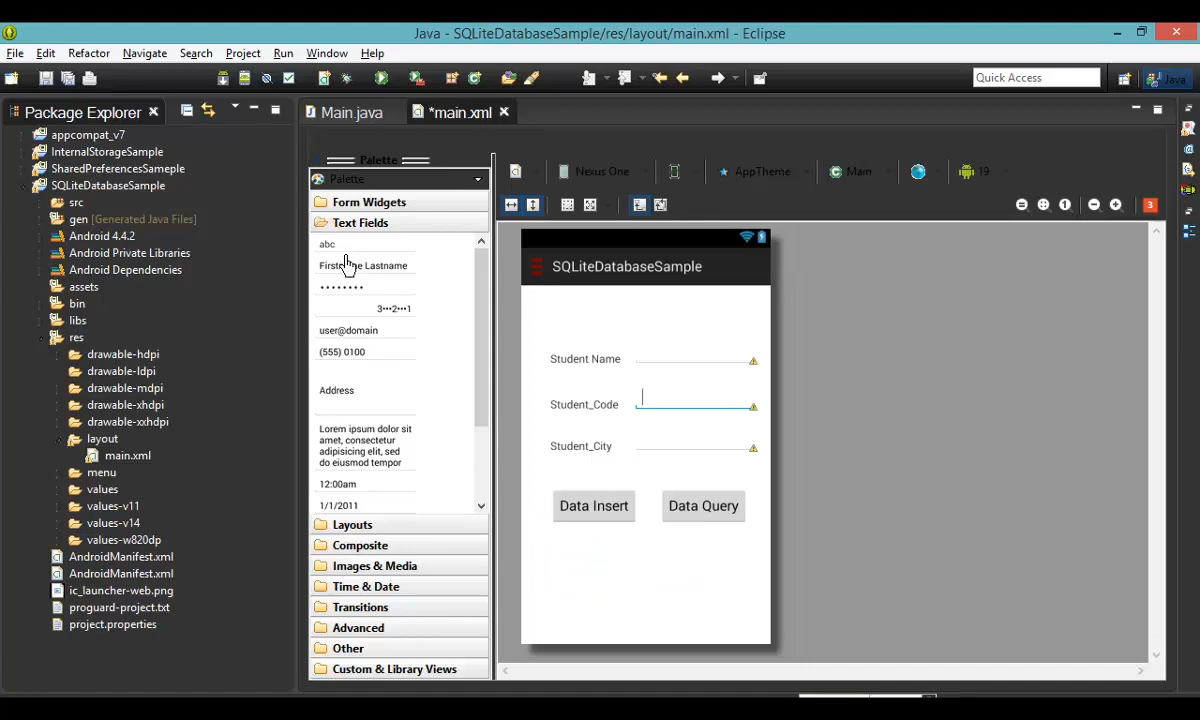 Java - SQLiteDatabaseSample/res/layout/main.xml - Eclipse
File Edit Refactor Navigate Search Project Run Window Help
Quick Access
Java
Package Explorer
Main.java
*main.xml
appcompat_v7
InternalStorageSample
SharedPreferencesSameple
SQLiteDatabaseSample
src
gen [Generated Java Files]
Android 4.4.2
Android Private Libraries
Android Dependencies
assets
bin
libs
res
drawable-hdpi
drawable-ldpi
drawable-mdpi
drawable-xhdpi
drawable-xxhdpi
layout
main.xml
menu
values
values-v11
values-v14
values-w820dp
AndroidManifest.xml
AndroidManifest.xml
ic_launcher-web.png
proguard-project.txt
project.properties
Palette
Palette
Form Widgets
Text Fields
abc
Lastname
3---2---1
user@domain
(555) 0100
Address
Lorem ipsum dolor sit
amet, consectetur
adipisicing elit, sed
do eiusmod tempor
12:00am
1/1/2011
Layouts
Composite
Images & Media
Time & Date
Transitions
Advanced
Other
Custom & Library Views
Nexus One
AppTheme
Main
19
1
3
SQLiteDatabaseSample
Student Name
Student_Code
Student_City
Data Insert
Data Query